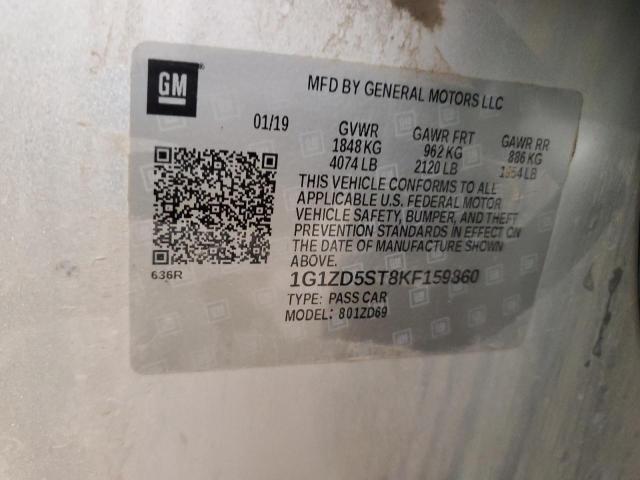 GM
MFD BY GENERAL MOTORS LLC
01/19 GVWR GAWR FRT GAWR RR
1848 KG 962 KG 886 KG
4074 LB 2120 LB 1954 LB
THIS VEHICLE CONFORMS TO ALL
APPLICABLE U.S. FEDERAL MOTOR
VEHICLE SAFETY, BUMPER, AND THEFT
PREVENTION STANDARDS IN EFFECT ON
THE DATE OF MANUFACTURE SHOWN
ABOVE.
636R
1G1ZD5ST8KF159860
TYPE: PASS CAR
MODEL: 801ZD69